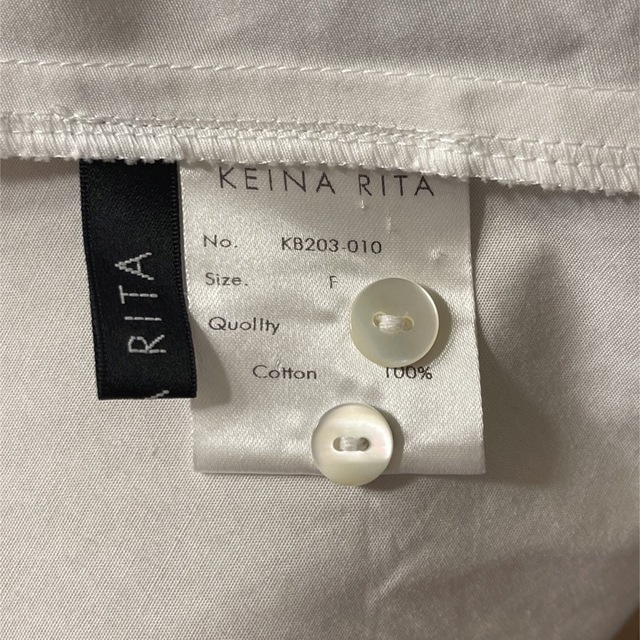 KEINA RITA
No. KB203-010
Size. F
Quollty
Cotton 100%
RITA